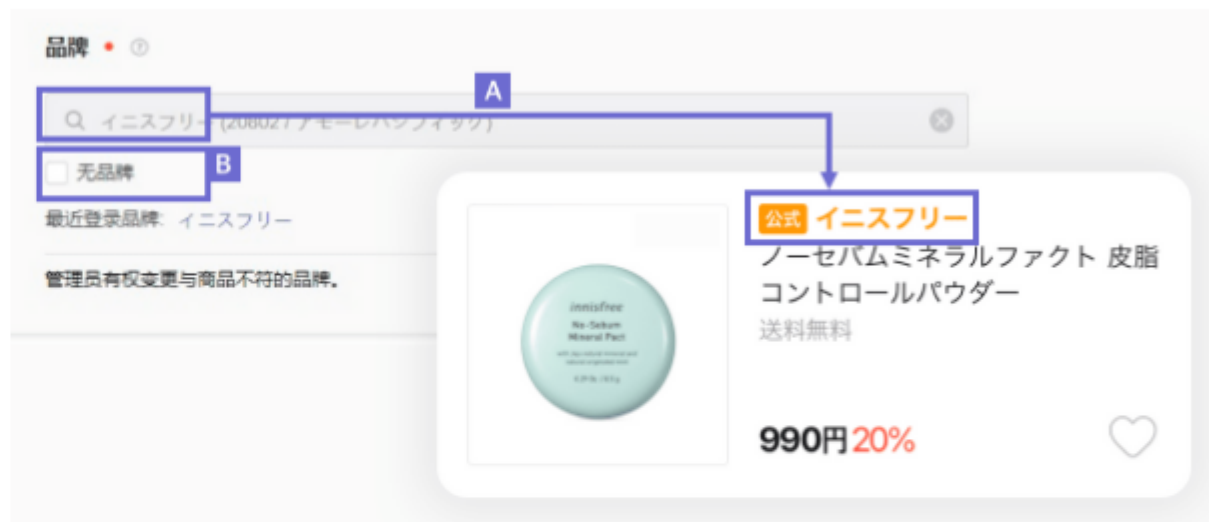 品牌
A
イニスフリー (208027 アモーレパシフィック)
无品牌
B
最近登录品牌: イニスフリー
管理员有权变更与商品不符的品牌。
公式 イニスフリー
ノーセバムミネラルファクト 皮脂
コントロールパウダー
送料無料
innisfree
No-Sebum
Mineral Pact
990円20%